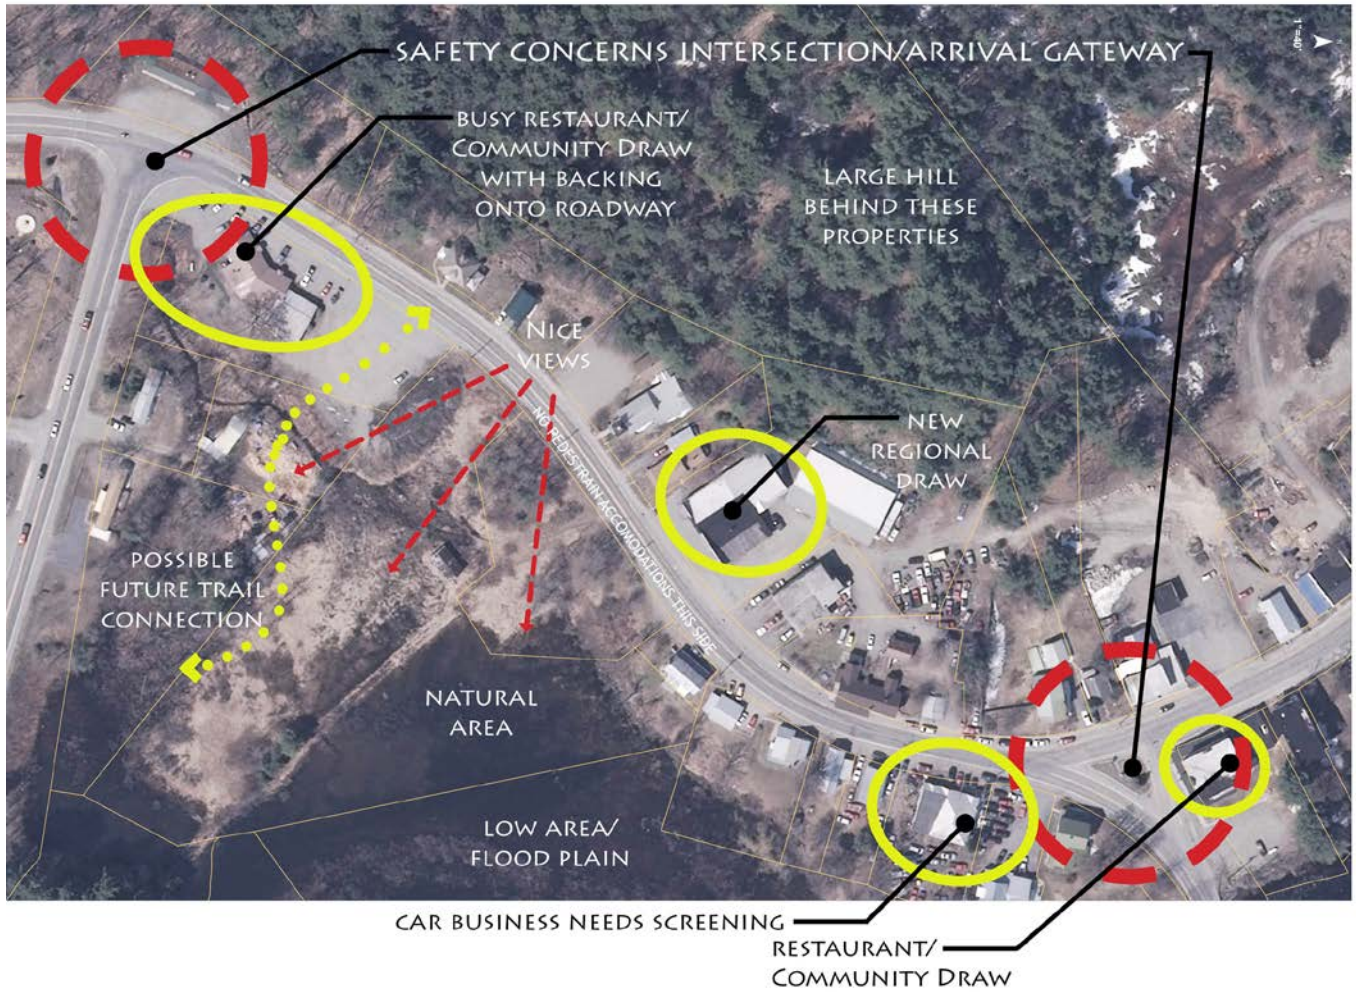 SAFETY CONCERNS INTERSECTION/ARRIVAL GATEWAY
1"=40'
BUSY RESTAURANT/
COMMUNITY DRAW
WITH BACKING
ONTO ROADWAY
LARGE HILL
BEHIND THESE
PROPERTIES
NICE
VIEWS
NO PEDESTRAIN ACCOMODATIONS THIS SIDE
NEW
REGIONAL
DRAW
POSSIBLE
FUTURE TRAIL
CONNECTION
NATURAL
AREA
LOW AREA/
FLOOD PLAIN
CAR BUSINESS NEEDS SCREENING
RESTAURANT/
COMMUNITY DRAW